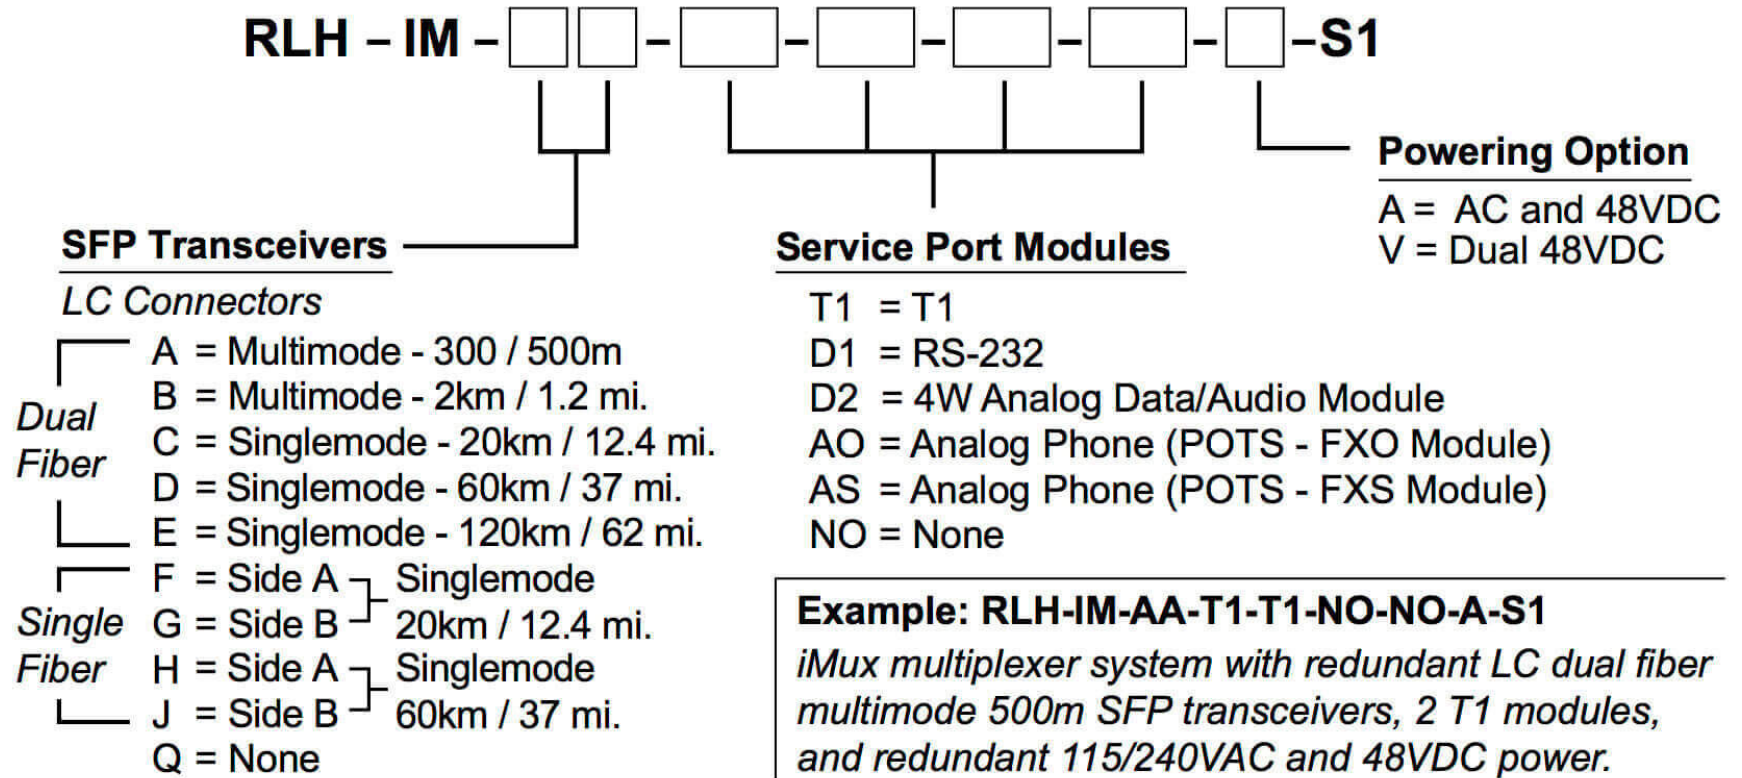 RLH – IM – – – – – – –S1
Powering Option
A = AC and 48VDC
V = Dual 48VDC
SFP Transceivers
LC Connectors
Dual Fiber
A = Multimode - 300 / 500m
B = Multimode - 2km / 1.2 mi.
C = Singlemode - 20km / 12.4 mi.
D = Singlemode - 60km / 37 mi.
E = Singlemode - 120km / 62 mi.
Single Fiber
F = Side A Singlemode
G = Side B 20km / 12.4 mi.
H = Side A Singlemode
J = Side B 60km / 37 mi.
Q = None
Service Port Modules
T1 = T1
D1 = RS-232
D2 = 4W Analog Data/Audio Module
AO = Analog Phone (POTS - FXO Module)
AS = Analog Phone (POTS - FXS Module)
NO = None
Example: RLH-IM-AA-T1-T1-NO-NO-A-S1
iMux multiplexer system with redundant LC dual fiber
multimode 500m SFP transceivers, 2 T1 modules,
and redundant 115/240VAC and 48VDC power.